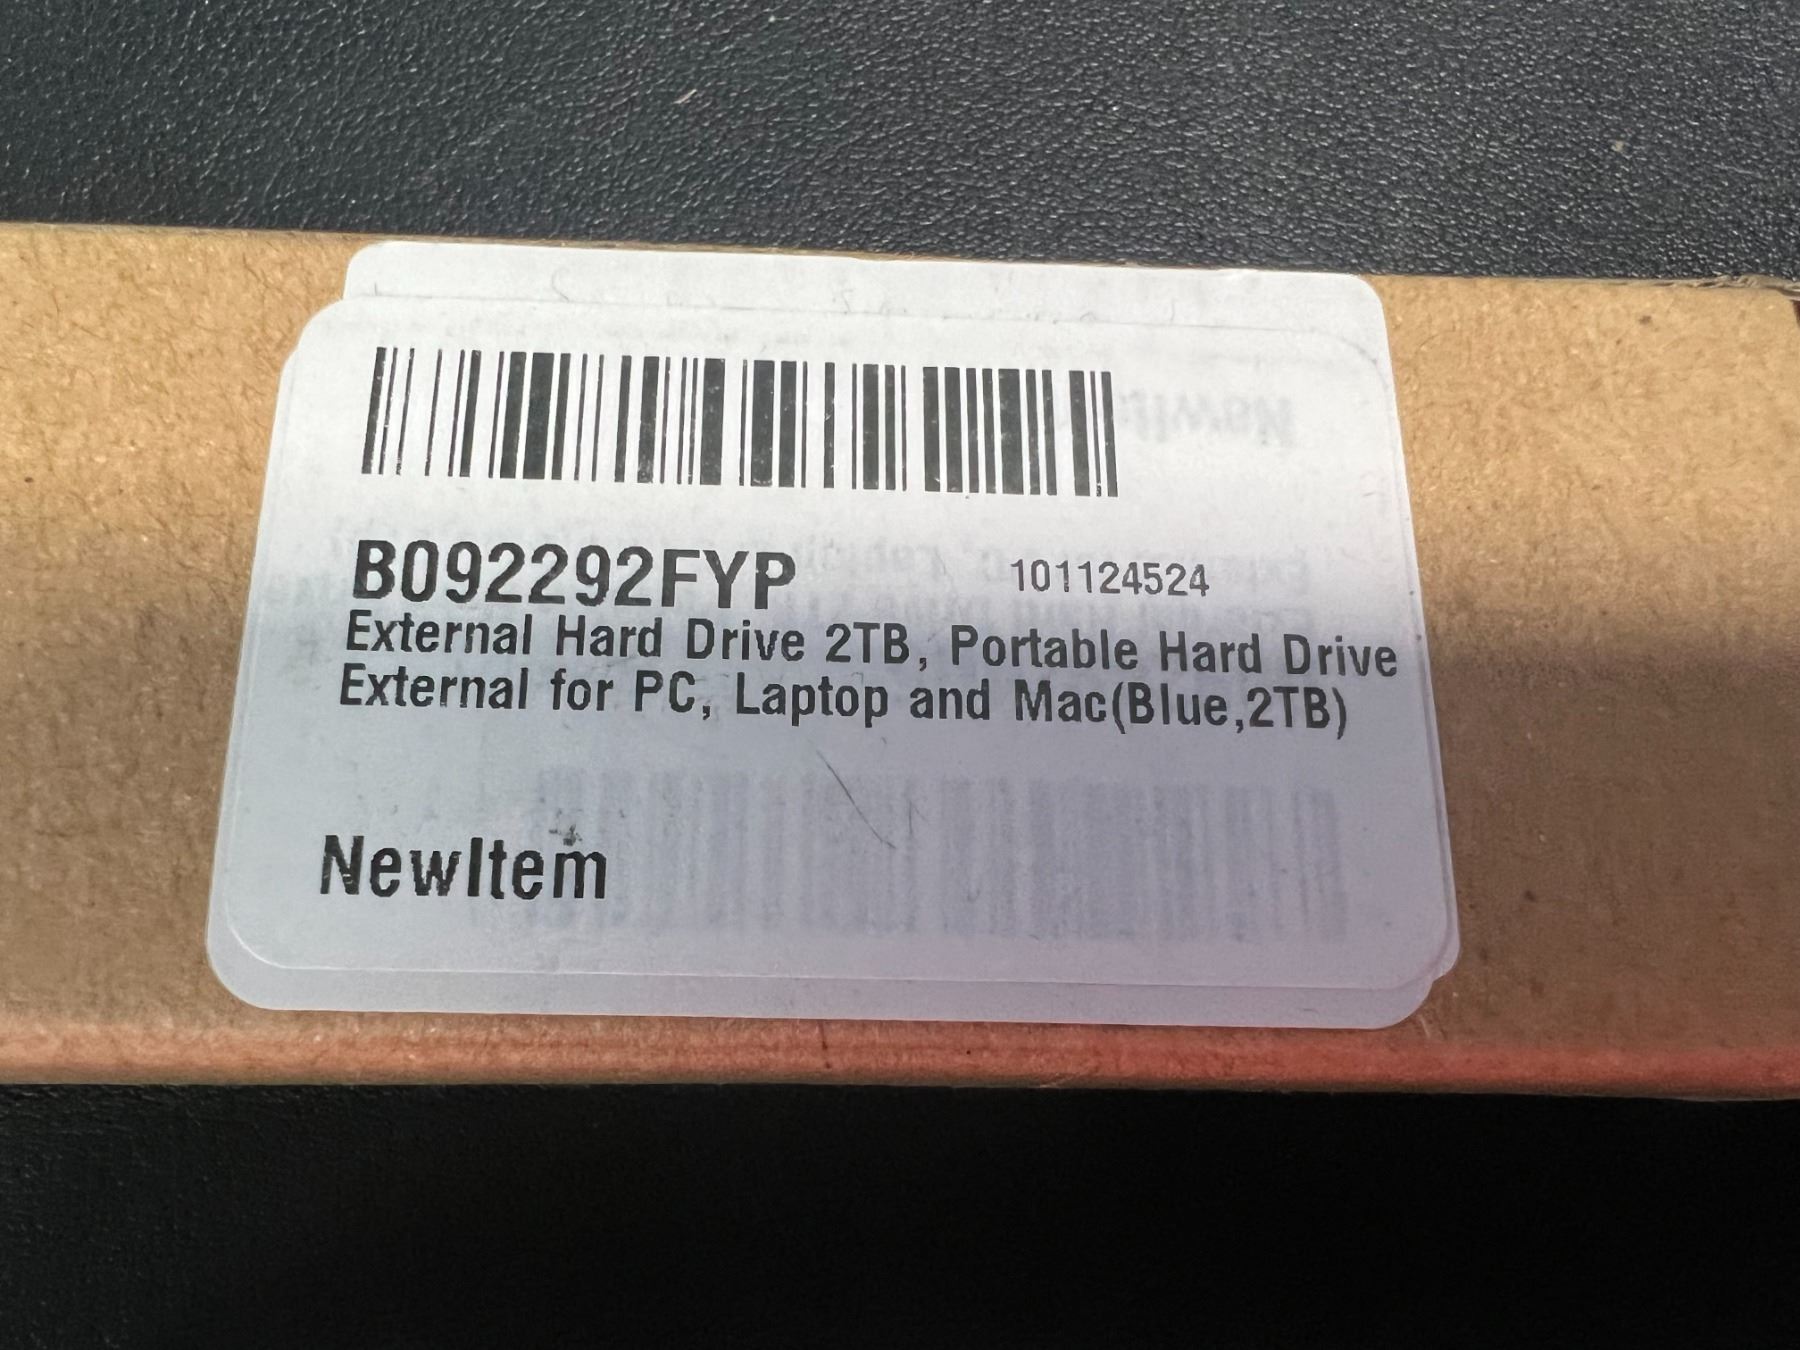 B092292FYP 101124524
External Hard Drive 2TB, Portable Hard Drive
External for PC, Laptop and Mac(Blue,2TB)
NewItem